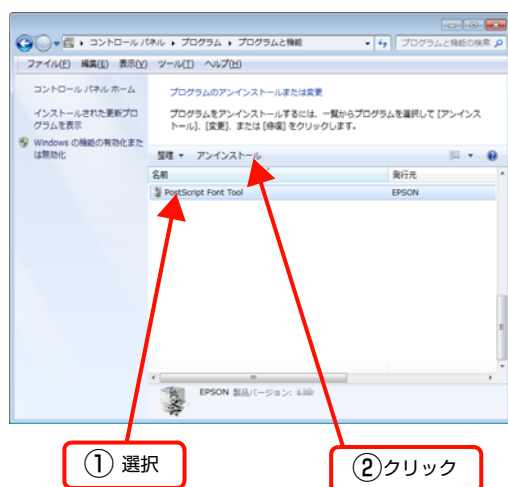 コントロール パネル ▸ プログラム ▸ プログラムと機能
プログラムと機能の検索
ファイル(F) 編集(E) 表示(V) ツール(T) ヘルプ(H)
コントロール パネル ホーム
インストールされた更新プロ
グラムを表示
Windows の機能の有効化また
は無効化
プログラムのアンインストールまたは変更
プログラムをアンインストールするには、一覧からプログラムを選択して [アンインス
トール]、[変更]、または [修復] をクリックします。
整理 アンインストール
名前 発行元
PostScript Font Tool EPSON
EPSON 製品バージョン:
① 選択
②クリック